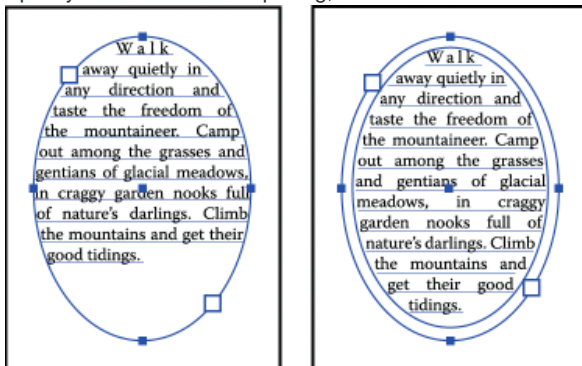 Walk
away quietly in
any direction and
taste the freedom of
the mountaineer. Camp
out among the grasses and
gentians of glacial meadows,
in craggy garden nooks full
of nature's darlings. Climb
the mountains and get their
good tidings.
Walk
away quietly in
any direction and
taste the freedom of
the mountaineer. Camp
out among the grasses
and gentians of glacial
meadows, in craggy
garden nooks full of
nature's darlings. Climb
the mountains and
get their good
tidings.